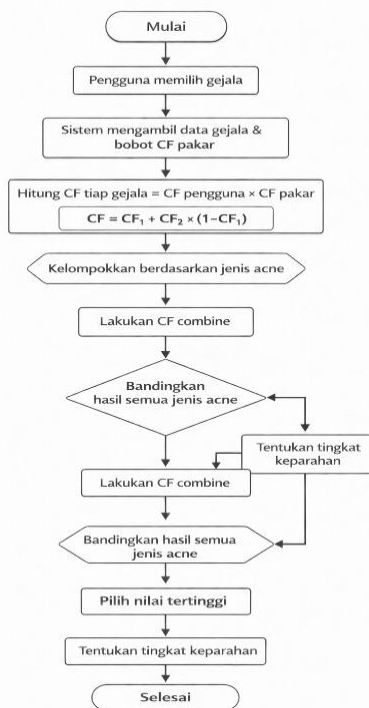 Mulai
Pengguna memilih gejala
Sistem mengambil data gejala &
bobot CF pakar
Hitung CF tiap gejala = CF pengguna × CF pakar
CF = CF₁ + CF₂ × (1−CF₁)
Kelompokkan berdasarkan jenis acne
Lakukan CF combine
Bandingkan
hasil semua jenis acne
Tentukan tingkat
keparahan
Lakukan CF combine
Bandingkan hasil semua
jenis acne
Pilih nilai tertinggi
Tentukan tingkat keparahan
Selesai